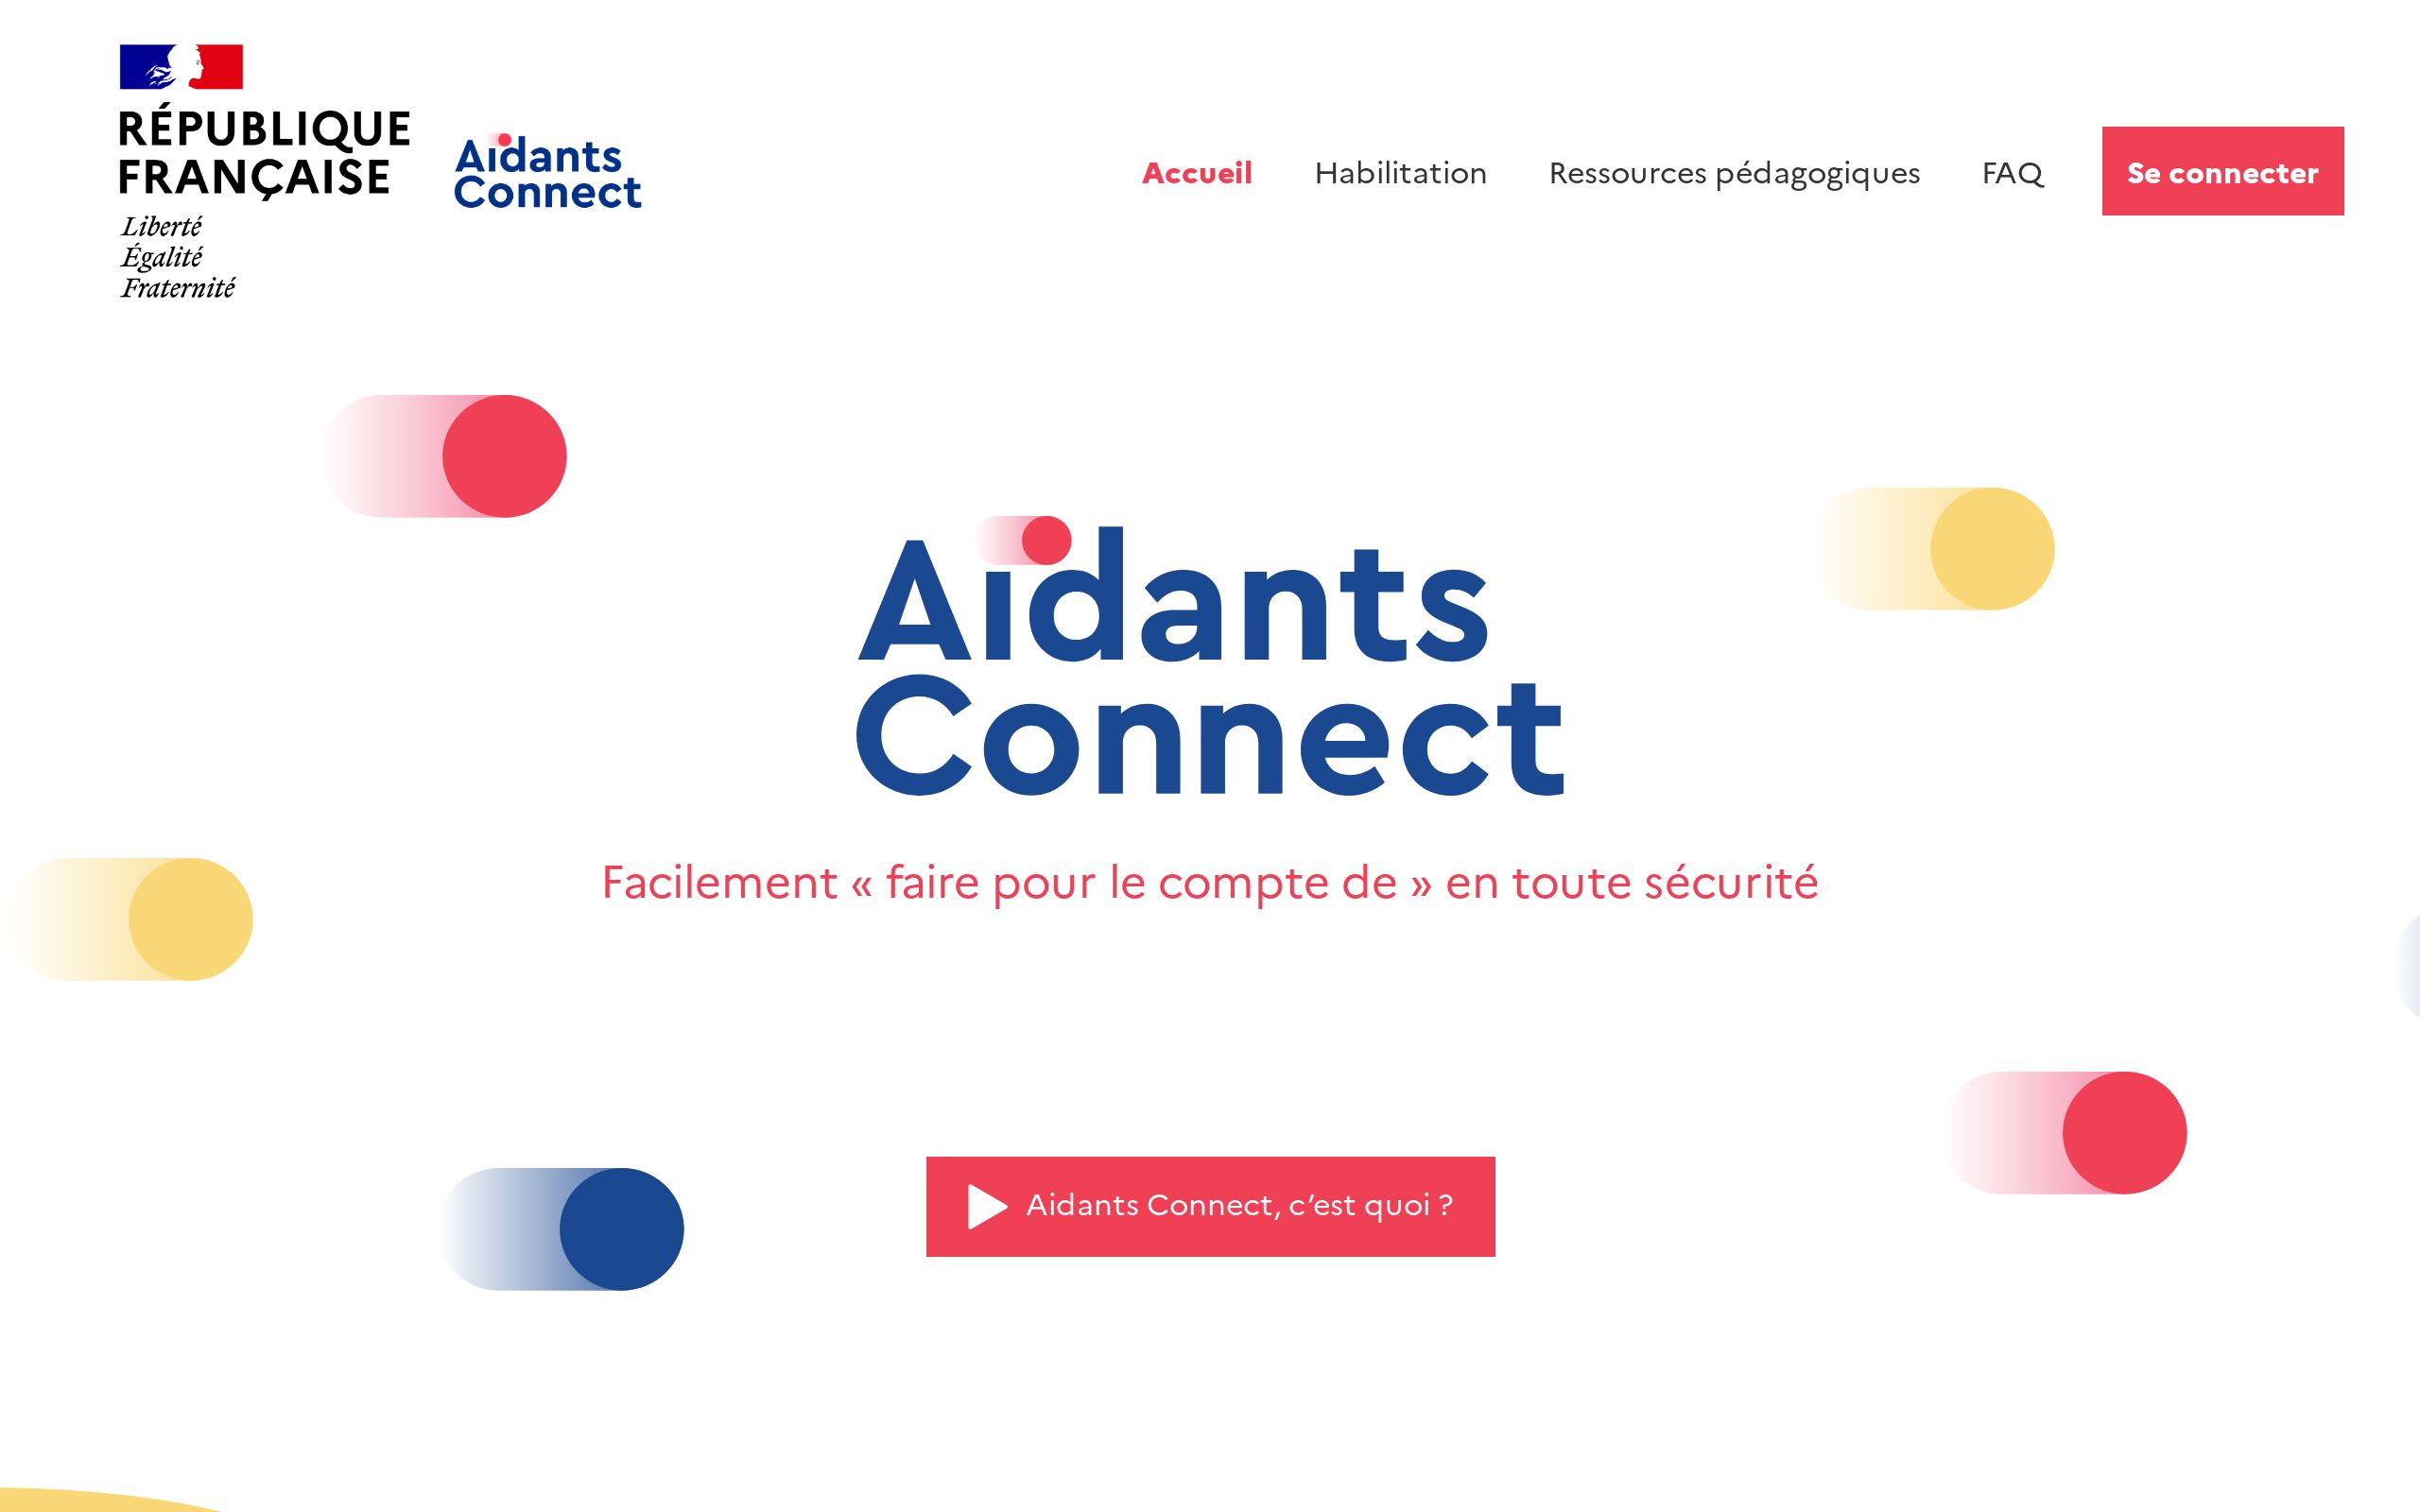 RÉPUBLIQUE
FRANÇAISE
Liberté
Égalité
Fraternité
Aidants
Connect
Accueil
Habilitation
Ressources pédagogiques
FAQ
Se connecter
Aidants
Connect
Facilement « faire pour le compte de » en toute sécurité
Aidants Connect, c’est quoi ?